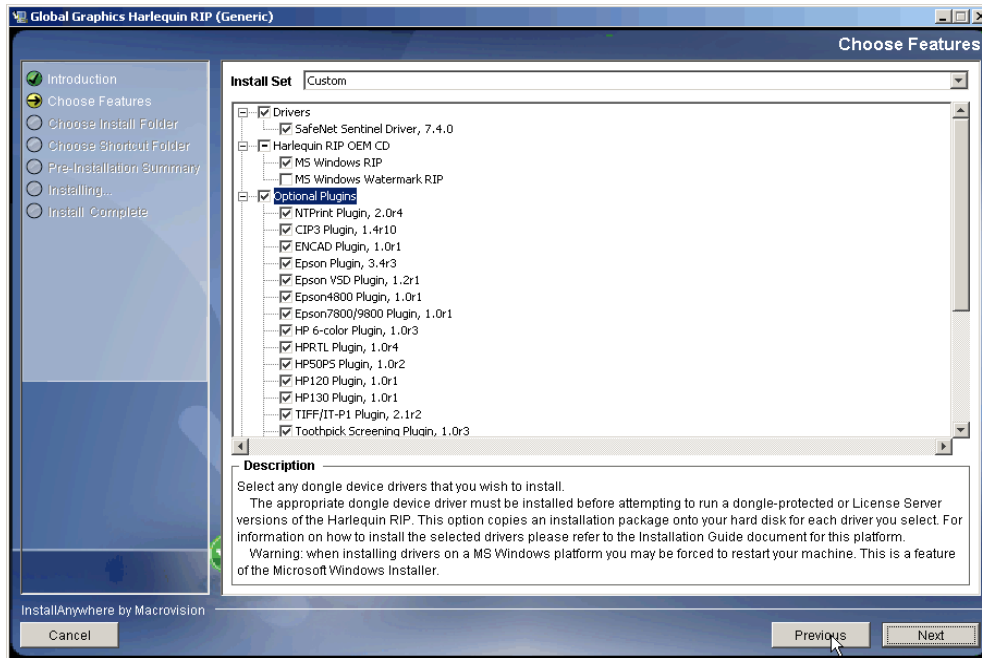 Global Graphics Harlequin RIP (Generic)
Choose Features
Introduction
Choose Features
Choose Install Folder
Choose Shortcut Folder
Pre-Installation Summary
Installing...
Install Complete
Install Set Custom
Drivers
SafeNet Sentinel Driver, 7.4.0
Harlequin RIP OEM CD
MS Windows RIP
MS Windows Watermark RIP
Optional Plugins
NTPrint Plugin, 2.0r4
CIP3 Plugin, 1.4r10
ENCAD Plugin, 1.0r1
Epson Plugin, 3.4r3
Epson VSD Plugin, 1.2r1
Epson4800 Plugin, 1.0r1
Epson7800/9800 Plugin, 1.0r1
HP 6-color Plugin, 1.0r3
HPRTL Plugin, 1.0r4
HP50PS Plugin, 1.0r2
HP120 Plugin, 1.0r1
HP130 Plugin, 1.0r1
TIFF/IT-P1 Plugin, 2.1r2
Toothpick Screening Plugin, 1.0r3
Description
Select any dongle device drivers that you wish to install.
The appropriate dongle device driver must be installed before attempting to run a dongle-protected or License Server
versions of the Harlequin RIP. This option copies an installation package onto your hard disk for each driver you select. For
information on how to install the selected drivers please refer to the Installation Guide document for this platform.
Warning: when installing drivers on a MS Windows platform you may be forced to restart your machine. This is a feature
of the Microsoft Windows Installer.
InstallAnywhere by Macrovision
Cancel
Previous
Next